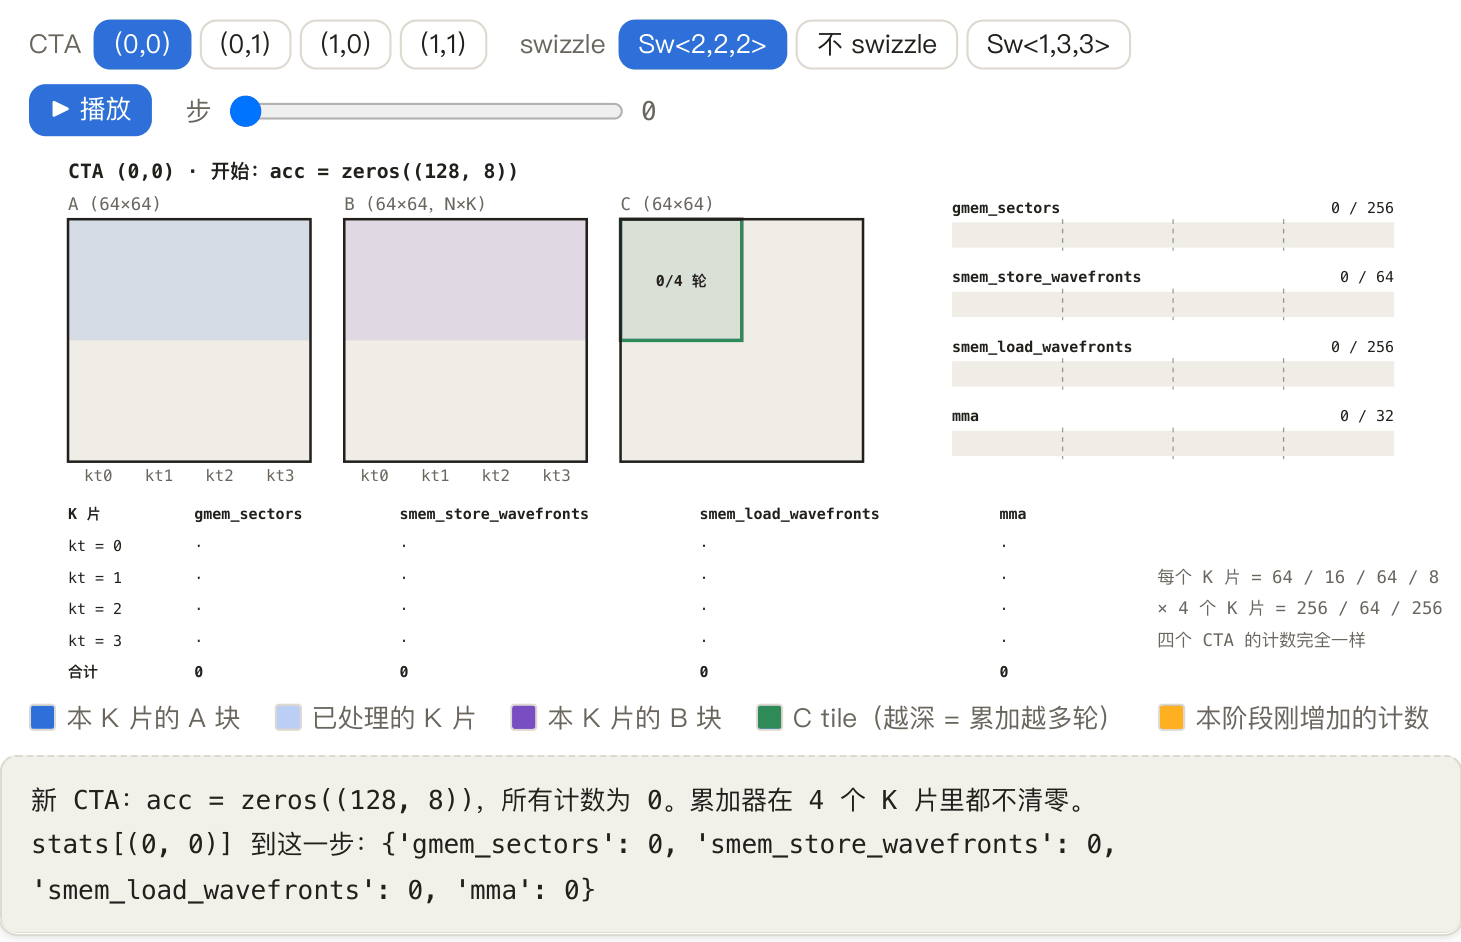 CTA (0,0) (0,1) (1,0) (1,1) swizzle Sw<2,2,2> 不 swizzle Sw<1,3,3>
▶ 播放 步 0
CTA (0,0) · 开始: acc = zeros((128, 8))
A (64×64) B (64×64, N×K) C (64×64)
gmem_sectors 0 / 256
smem_store_wavefronts 0 / 64
0/4 轮
smem_load_wavefronts 0 / 256
mma 0 / 32
kt0 kt1 kt2 kt3 kt0 kt1 kt2 kt3
K 片 gmem_sectors smem_store_wavefronts smem_load_wavefronts mma
kt = 0 · · · ·
kt = 1 · · · ·
每个 K 片 = 64 / 16 / 64 / 8
kt = 2 · · · ·
× 4 个 K 片 = 256 / 64 / 256
kt = 3 · · · ·
四个 CTA 的计数完全一样
合计 0 0 0 0
本 K 片的 A 块 已处理的 K 片 本 K 片的 B 块 C tile（越深 = 累加越多轮） 本阶段刚增加的计数
新 CTA: acc = zeros((128, 8)), 所有计数为 0。累加器在 4 个 K 片里都不清零。
stats[(0, 0)] 到这一步: {'gmem_sectors': 0, 'smem_store_wavefronts': 0,
'smem_load_wavefronts': 0, 'mma': 0}